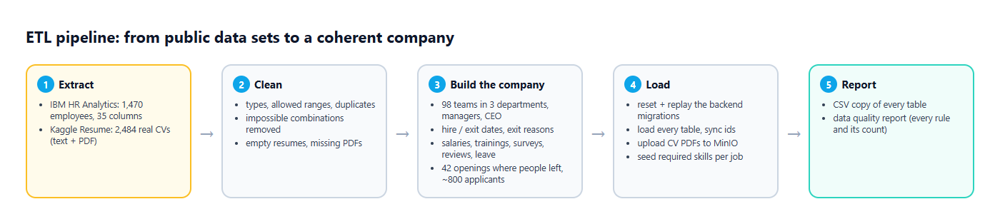 ETL pipeline: from public data sets to a coherent company
1 Extract
• IBM HR Analytics: 1,470
employees, 35 columns
• Kaggle Resume: 2,484 real CVs
(text + PDF)
→
2 Clean
• types, allowed ranges, duplicates
• impossible combinations
removed
• empty resumes, missing PDFs
→
3 Build the company
• 98 teams in 3 departments,
managers, CEO
• hire / exit dates, exit reasons
• salaries, trainings, surveys,
reviews, leave
• 42 openings where people left,
~800 applicants
→
4 Load
• reset + replay the backend
migrations
• load every table, sync ids
• upload CV PDFs to MinIO
• seed required skills per job
→
5 Report
• CSV copy of every table
• data quality report (every rule
and its count)